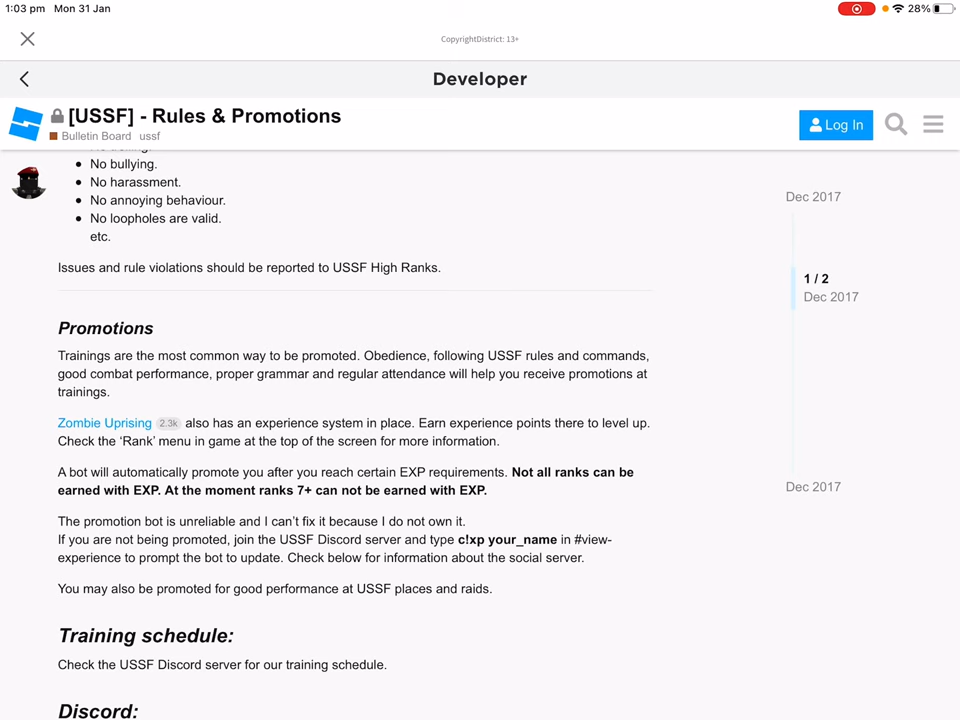 1:03 pm Mon 31 Jan
28%
CopyrightDistrict: 13+
Developer
[USSF] - Rules & Promotions
Bulletin Board ussf
Log In
No bullying.
No harassment.
No annoying behaviour.
No loopholes are valid.
etc.
Issues and rule violations should be reported to USSF High Ranks.
Promotions
Trainings are the most common way to be promoted. Obedience, following USSF rules and commands,
good combat performance, proper grammar and regular attendance will help you receive promotions at
trainings.
Zombie Uprising 2.3k also has an experience system in place. Earn experience points there to level up.
Check the ‘Rank’ menu in game at the top of the screen for more information.
A bot will automatically promote you after you reach certain EXP requirements. Not all ranks can be
earned with EXP. At the moment ranks 7+ can not be earned with EXP.
The promotion bot is unreliable and I can’t fix it because I do not own it.
If you are not being promoted, join the USSF Discord server and type c!xp your_name in #view-
experience to prompt the bot to update. Check below for information about the social server.
You may also be promoted for good performance at USSF places and raids.
Training schedule:
Check the USSF Discord server for our training schedule.
Discord:
Dec 2017
1 / 2
Dec 2017
Dec 2017